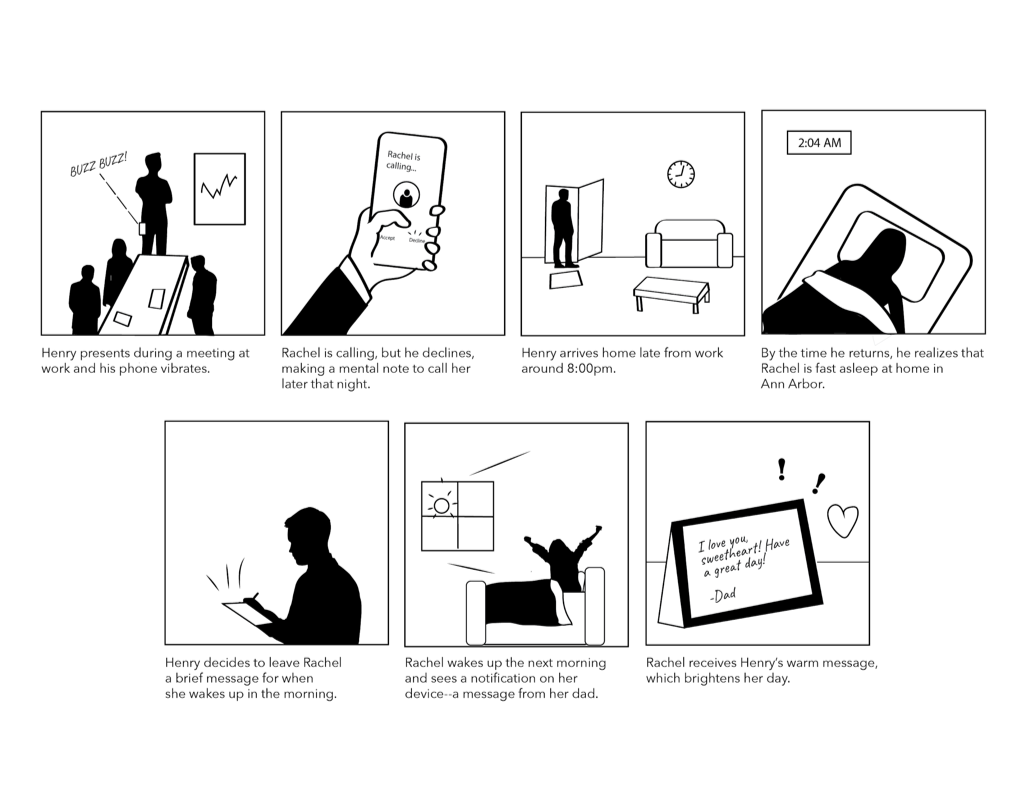 BUZZ BUZZ!
Henry presents during a meeting at
work and his phone vibrates.
Rachel is
calling...
Accept
Decline
Rachel is calling, but he declines,
making a mental note to call her
later that night.
Henry arrives home late from work
around 8:00pm.
2:04 AM
By the time he returns, he realizes that
Rachel is fast asleep at home in
Ann Arbor.
Henry decides to leave Rachel
a brief message for when
she wakes up in the morning.
Rachel wakes up the next morning
and sees a notification on her
device--a message from her dad.
! !
I love you,
sweetheart! Have
a great day!
-Dad
Rachel receives Henry's warm message,
which brightens her day.